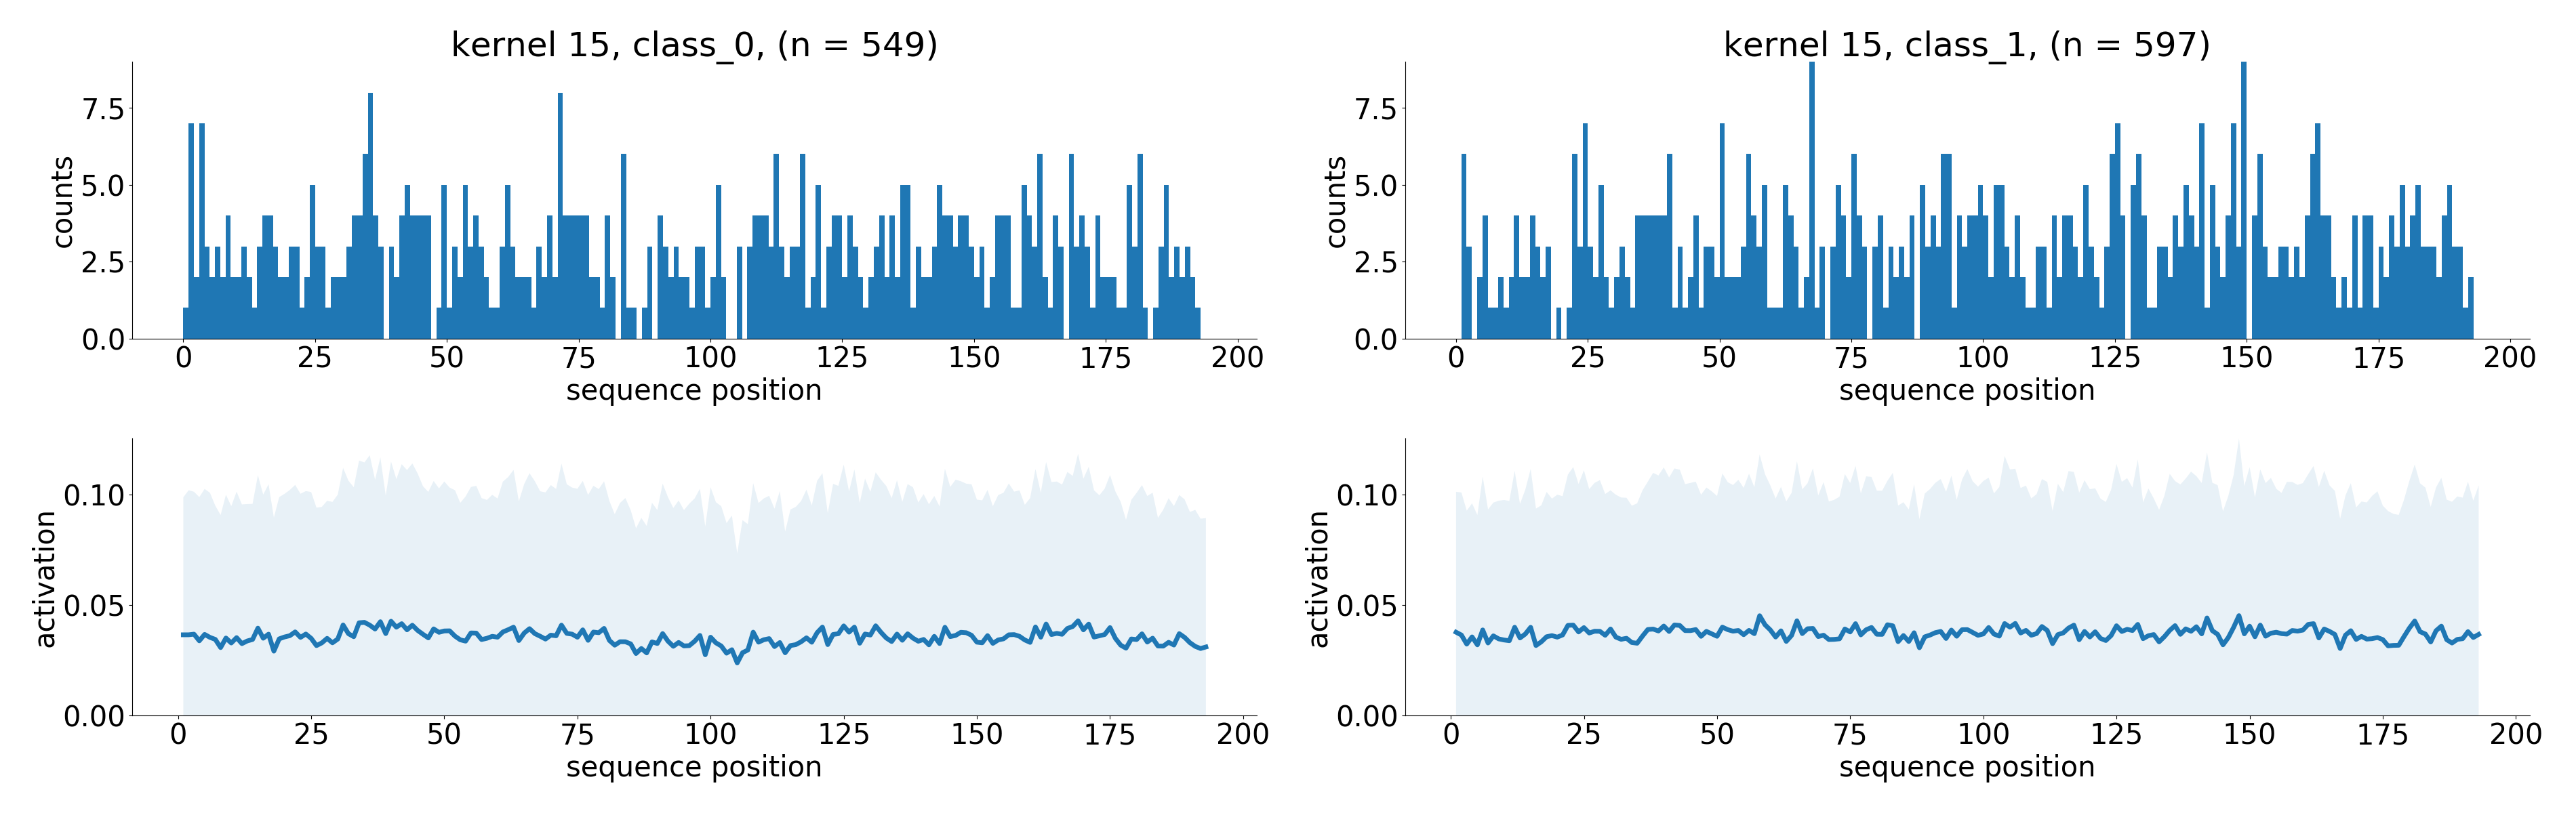 kernel 15, class_0, (n = 549)
counts
7.5
5.0
2.5
0.0
0 25 50 75 100 125 150 175 200
sequence position
kernel 15, class_1, (n = 597)
counts
7.5
5.0
2.5
0.0
0 25 50 75 100 125 150 175 200
sequence position
activation
0.10
0.05
0.00
0 25 50 75 100 125 150 175 200
sequence position
activation
0.10
0.05
0.00
0 25 50 75 100 125 150 175 200
sequence position